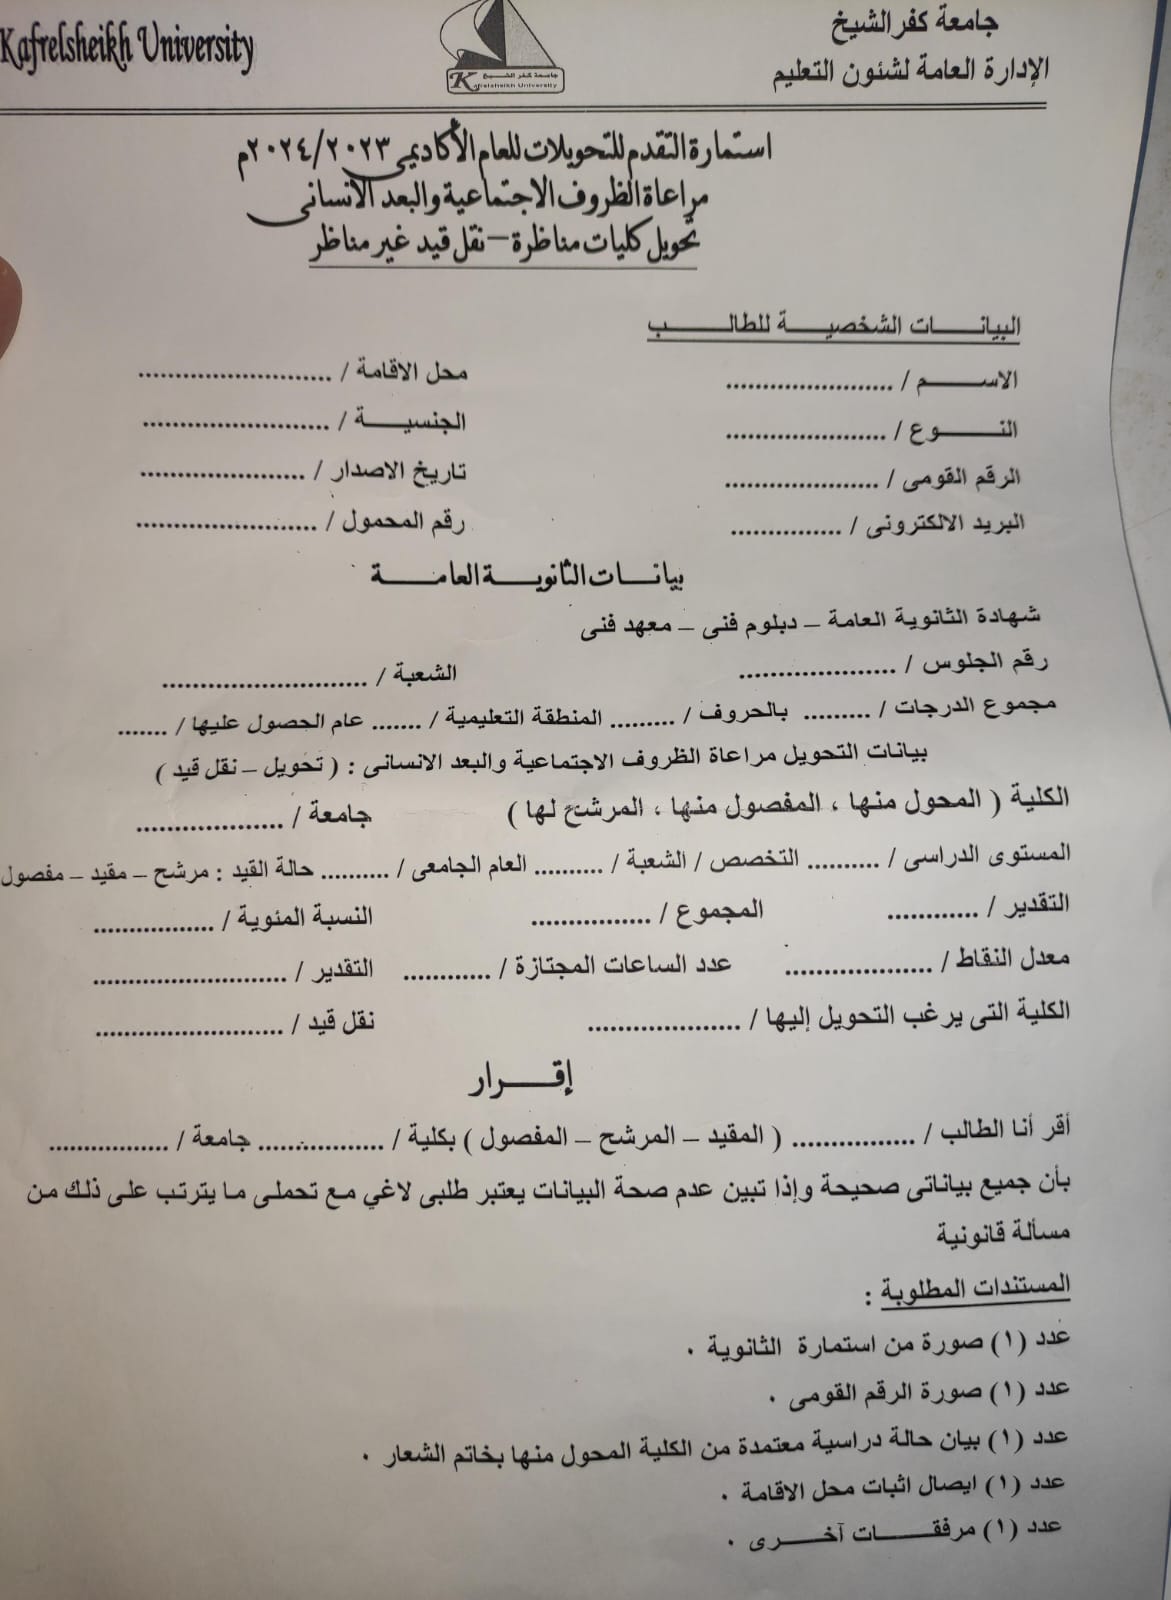 جامعة كفر الشيخ
الإدارة العامة لشئون التعليم
Kafrelsheikh University
جامعة كفر الشيخ
Kafrelsheikh University
استمارة التقدم للتحويلات للعام الأكاديمى ٢٠٢٤/٢٠٢٣م
مراعاة الظروف الاجتماعية والبعد الانسانى
تحويل كليات مناظرة – نقل قيد غير مناظر
البيانـــات الشخصيـــة للطالـــــب
الاســـــم / ...................... محل الاقامة / ..........................
النـــــوع / ..................... الجنسيـــة / .........................
الرقم القومى / ..................... تاريخ الاصدار / ......................
البريد الالكترونى / ............... رقم المحمول / ........................
بيانـــات الثانويـــة العامـــة
شهادة الثانوية العامة – دبلوم فنى – معهد فنى
رقم الجلوس / ..................... الشعبة / ............................
مجموع الدرجات / ......... بالحروف / ......... المنطقة التعليمية / ....... عام الحصول عليها / .......
بيانات التحويل مراعاة الظروف الاجتماعية والبعد الانسانى : ( تحويل – نقل قيد )
الكلية ( المحول منها ، المفصول منها ، المرشح لها ) جامعة / ....................
المستوى الدراسى / .......... التخصص / الشعبة / .......... العام الجامعى / .......... حالة القيد : مرشح – مقيد – مفصول
التقدير / ............ المجموع / ................ النسبة المئوية / ................
معدل النقاط / .................... عدد الساعات المجتازة / ............ التقدير / ..........................
الكلية التى يرغب التحويل إليها / .................... نقل قيد / .........................
إقـــــرار
أقر أنا الطالب / ................ ( المقيد – المرشح – المفصول ) بكلية / ................ جامعة / ................
بأن جميع بياناتى صحيحة وإذا تبين عدم صحة البيانات يعتبر طلبى لاغي مع تحملى ما يترتب على ذلك من
مسألة قانونية
المستندات المطلوبة :
عدد (١) صورة من استمارة الثانوية .
عدد (١) صورة الرقم القومى .
عدد (١) بيان حالة دراسية معتمدة من الكلية المحول منها بخاتم الشعار .
عدد (١) ايصال اثبات محل الاقامة .
عدد (١) مرفقـــات آخـــرى .